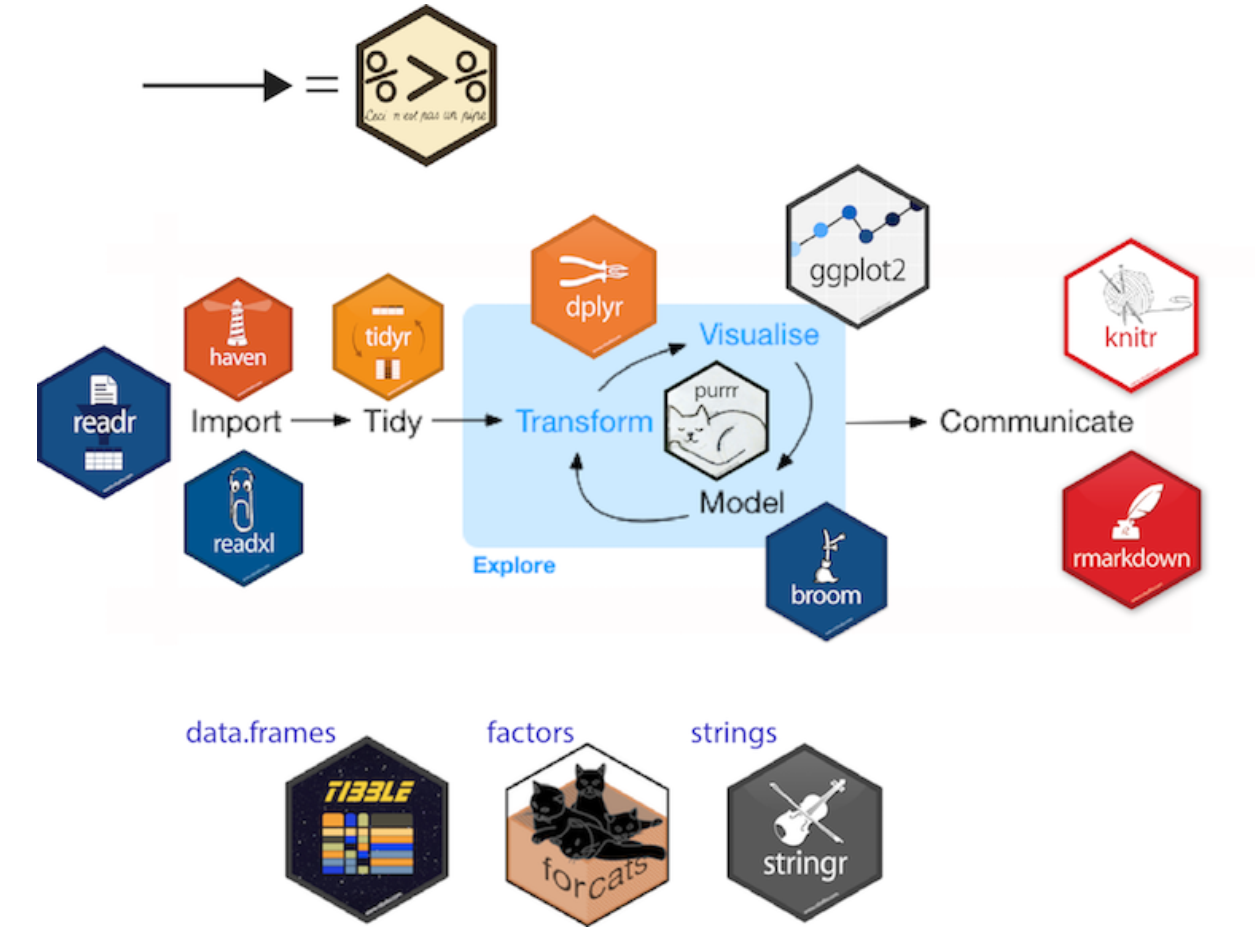 =
%>%
Ceci n est pas un pipe
ggplot2
dplyr
Visualise
haven
tidyr
knitr
purrr
readr
Import
Tidy
Transform
Communicate
Model
readxl
Explore
broom
rmarkdown
data.frames
factors
strings
TIBBLE
forcats
stringr